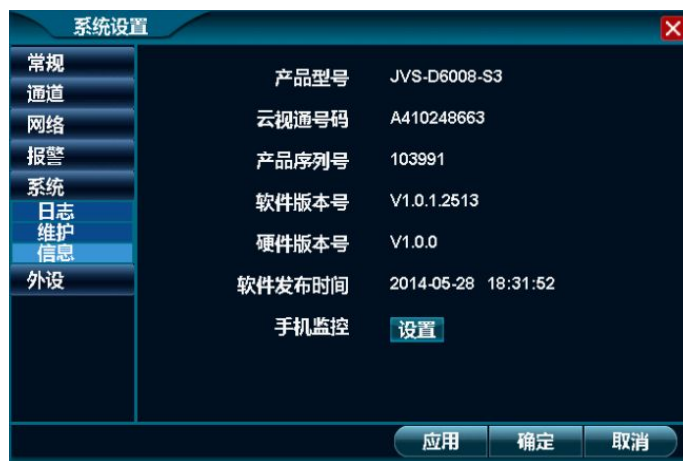 系统设置
常规
通道
网络
报警
系统
日志
维护
信息
外设
产品型号 JVS-D6008-S3
云视通号码 A410248663
产品序列号 103991
软件版本号 V1.0.1.2513
硬件版本号 V1.0.0
软件发布时间 2014-05-28 18:31:52
手机监控 设置
应用 确定 取消